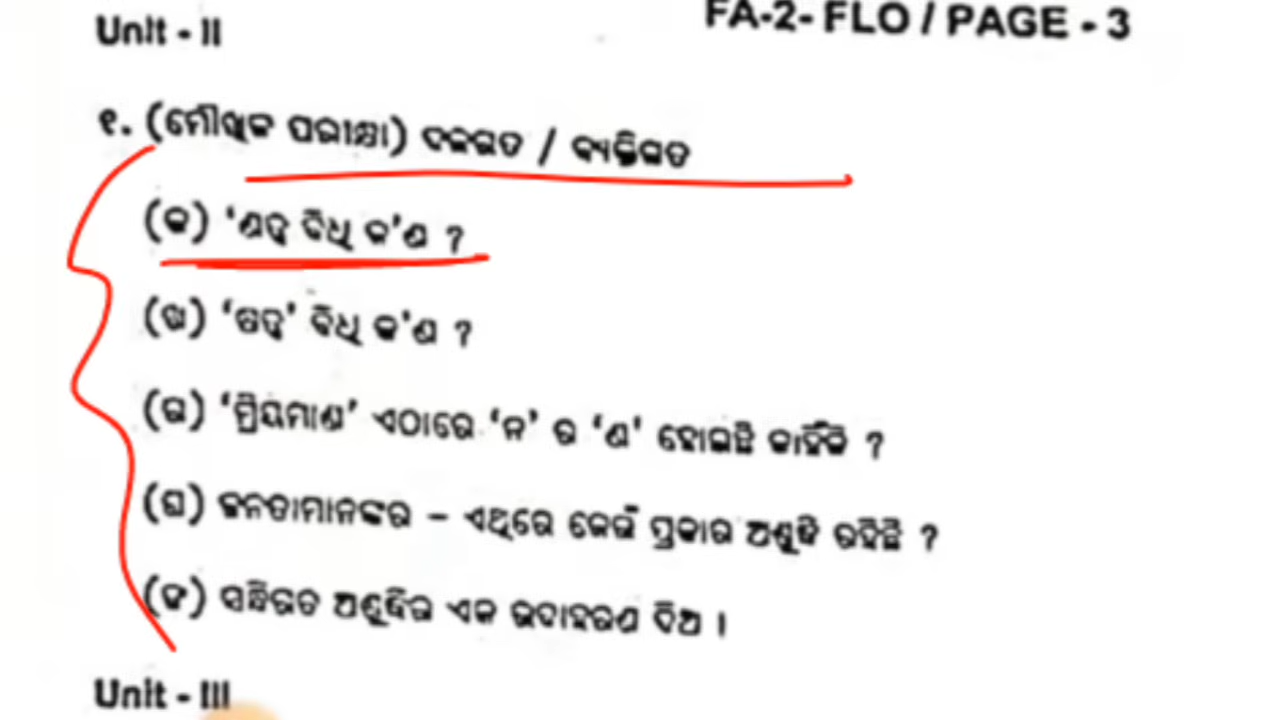 Unit - II
FA-2- FLO / PAGE - 3
୧. (ମୌଖିକ ପରୀକ୍ଷା) ଦଳଗତ / ବ୍ୟକ୍ତିଗତ
(କ) ‘ଣତ୍ୱ ବିଧି କ’ଣ ?
(ଖ) ‘ଷତ୍ୱ’ ବିଧି କ’ଣ ?
(ଗ) ‘ମ୍ରିୟମାଣ’ ଏଠାରେ ‘ନ’ ର ‘ଣ’ ହୋଇଛି କାହିଁକି ?
(ଘ) ଜନତାମାନଙ୍କର – ଏଥିରେ କେଉଁ ପ୍ରକାର ଅଶୁଦ୍ଧି ରହିଛି ?
(ଙ) ସନ୍ଧିଗତ ଅଶୁଦ୍ଧିର ଏକ ଉଦାହରଣ ଦିଅ ।
Unit - III